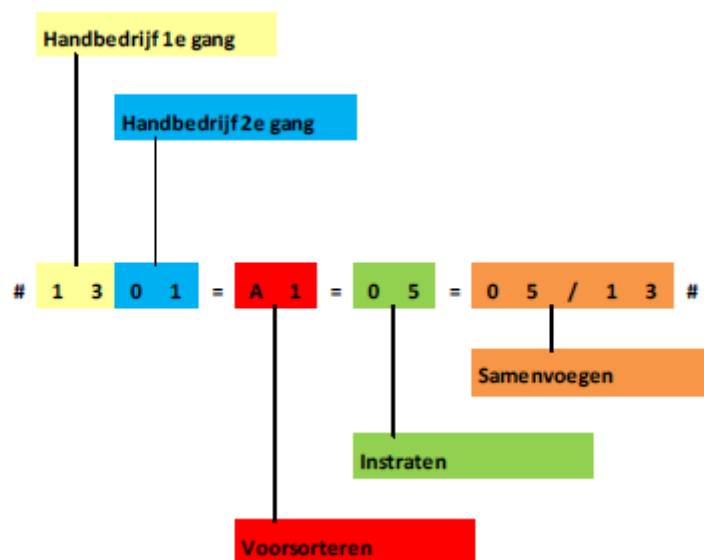 Handbedrijf 1e gang
Handbedrijf 2e gang
# 1 3 0 1 = A 1 = 0 5 = 0 5 / 1 3 #
Samenvoegen
Instraten
Voorsorteren